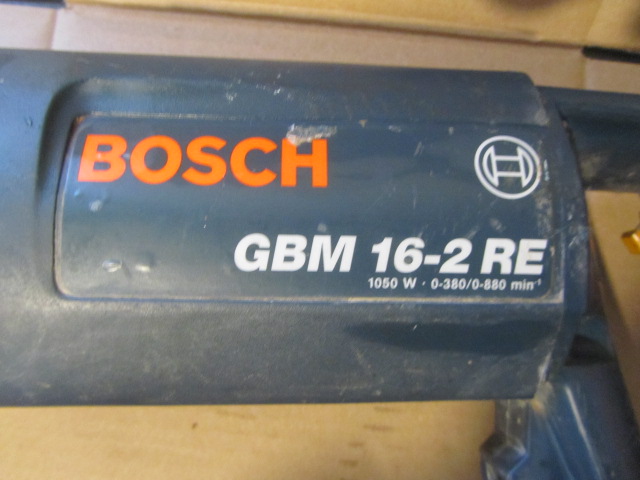 BOSCH
GBM 16-2 RE
1050 W · 0-380/0-880 min⁻¹